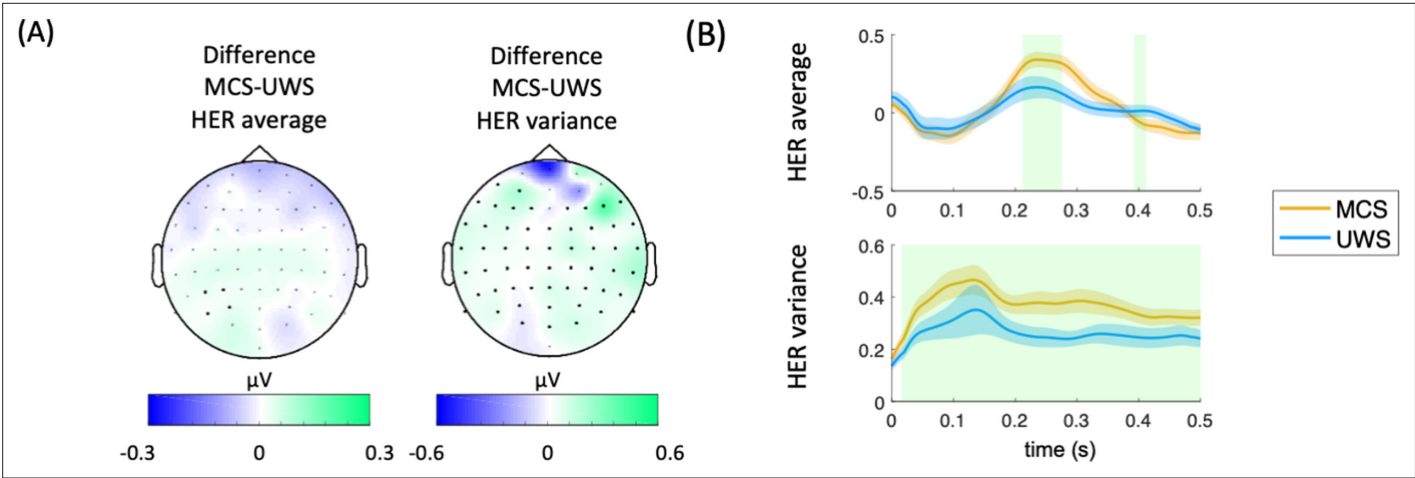 (A)
Difference
MCS-UWS
HER average
Difference
MCS-UWS
HER variance
µV
-0.3 0 0.3
µV
-0.6 0 0.6
(B)
HER average
0.5
0
-0.5
0 0.1 0.2 0.3 0.4 0.5
HER variance
0.6
0.4
0.2
0
0 0.1 0.2 0.3 0.4 0.5
time (s)
MCS
UWS